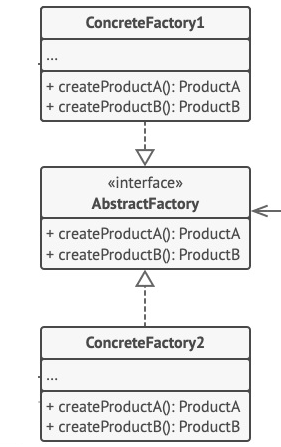 ConcreteFactory1
...
+ createProductA(): ProductA
+ createProductB(): ProductB
«interface»
AbstractFactory
+ createProductA(): ProductA
+ createProductB(): ProductB
ConcreteFactory2
...
+ createProductA(): ProductA
+ createProductB(): ProductB